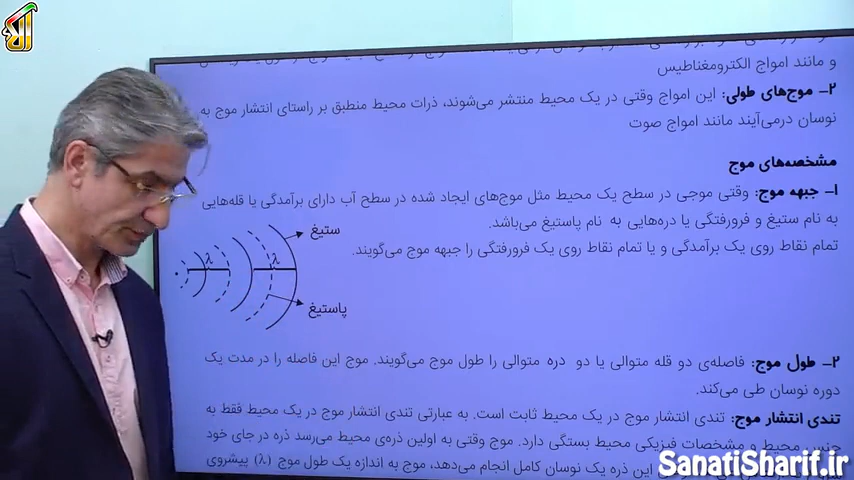 و مانند امواج الکترومغناطیس
۲– موج‌های طولی: این امواج وقتی در یک محیط منتشر می‌شوند، ذرات محیط منطبق بر راستای انتشار موج به
نوسان درمی‌آیند مانند امواج صوت
مشخصه‌های موج
۱– جبهه موج: وقتی موجی در سطح یک محیط مثل موج‌های ایجاد شده در سطح آب دارای برآمدگی یا قله‌هایی
به نام ستیغ و فرورفتگی یا دره‌هایی به نام پاستیغ می‌باشد.
تمام نقاط روی یک برآمدگی و یا تمام نقاط روی یک فرورفتگی را جبهه موج می‌گویند.
ستیغ
λ
λ
پاستیغ
۲– طول موج: فاصله‌ی دو قله متوالی یا دو دره متوالی را طول موج می‌گویند. موج این فاصله را در مدت یک
دوره نوسان طی می‌کند.
تندی انتشار موج: تندی انتشار موج در یک محیط ثابت است. به عبارتی تندی انتشار موج در یک محیط فقط به
جنس محیط و مشخصات فیزیکی محیط بستگی دارد. موج وقتی به اولین ذره‌ی محیط می‌رسد ذره در جای خود
این ذره یک نوسان کامل انجام می‌دهد، موج به اندازه یک طول موج (λ) پیشروی
SanatiSharif.ir